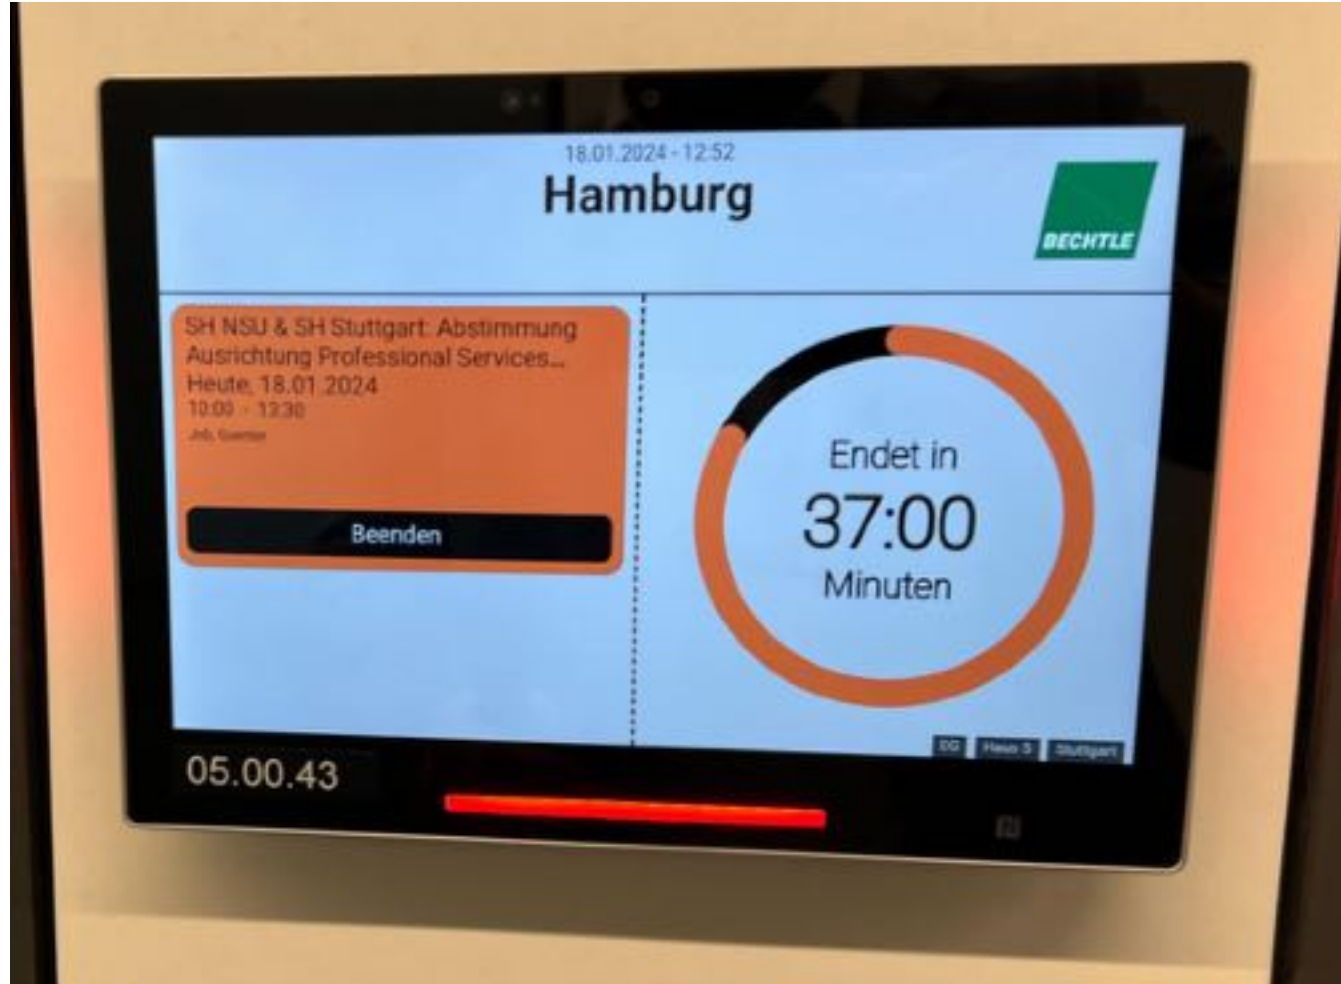 18.01.2024 - 12:52
Hamburg
BECHTLE
SH NSU & SH Stuttgart: Abstimmung
Ausrichtung Professional Services...
Heute, 18.01.2024
10:00 - 13:30
Beenden
Endet in
37:00
Minuten
EG Haus 5 Stuttgart
05.00.43